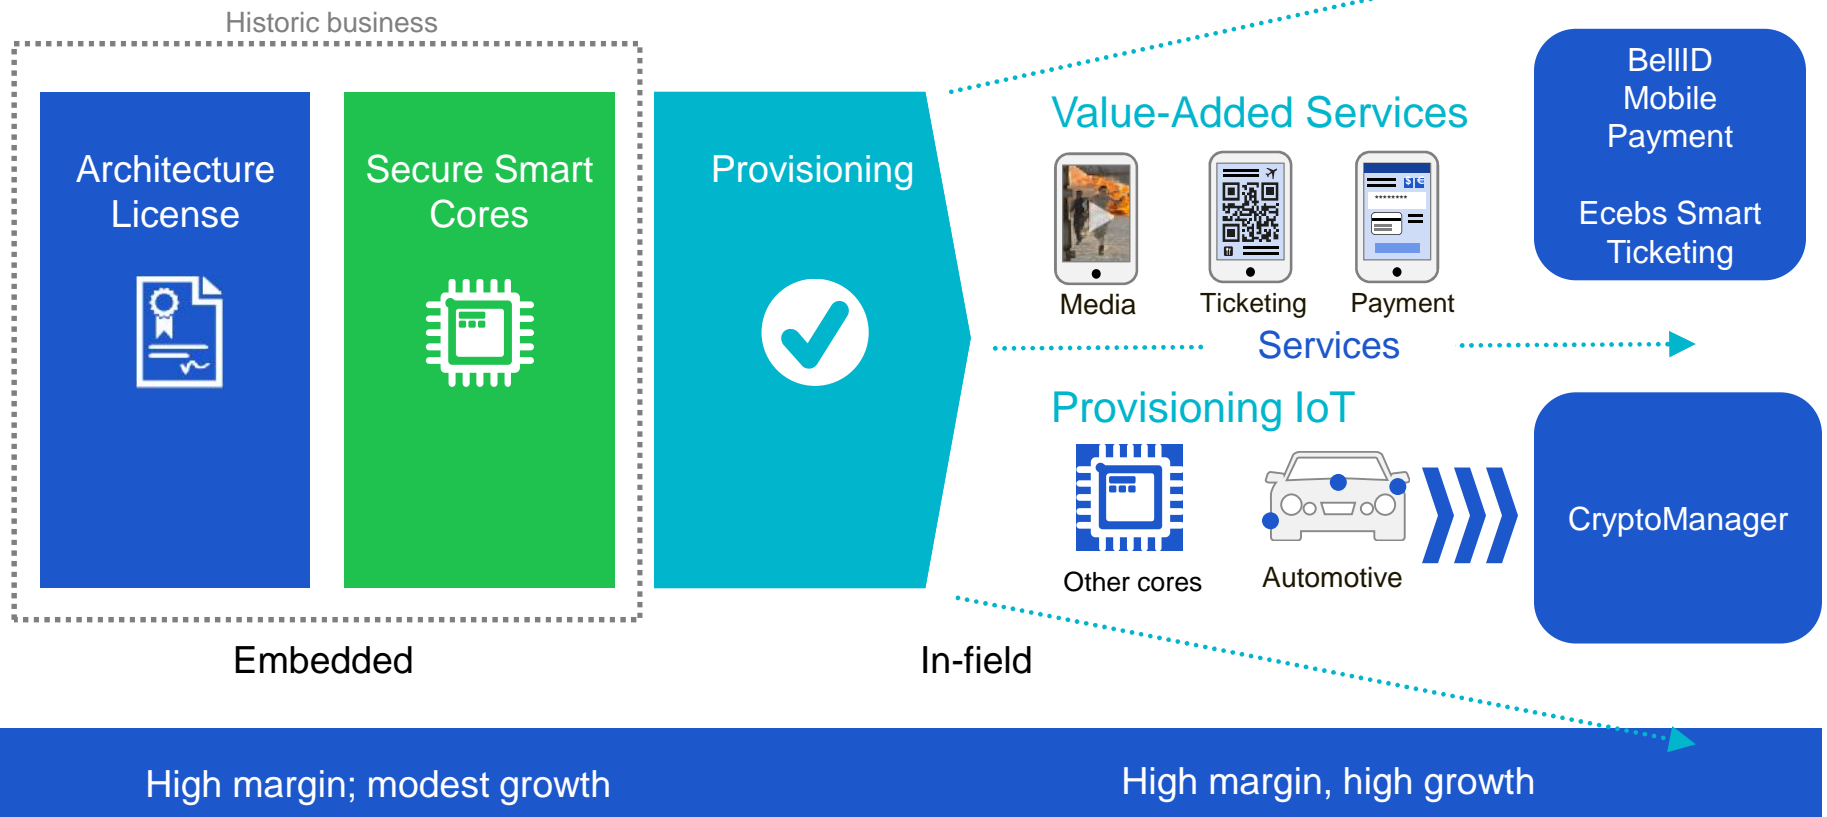 Historic business
Architecture
License
Secure Smart
Cores
Provisioning
Value-Added Services
$ €
********
Media
Ticketing
Payment
Services
Provisioning IoT
Other cores
Automotive
BellID
Mobile
Payment
Ecebs Smart
Ticketing
CryptoManager
Embedded
In-field
High margin; modest growth
High margin, high growth